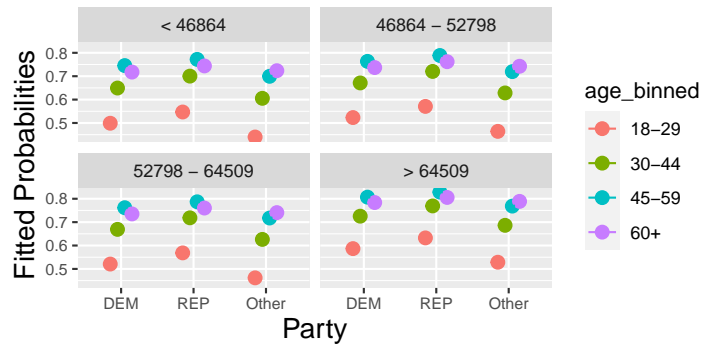 < 46864
46864 − 52798
0.8
0.7
0.6
0.5
52798 − 64509
> 64509
0.8
0.7
0.6
0.5
DEM
REP
Other
DEM
REP
Other
Party
Fitted Probabilities
age_binned
18−29
30−44
45−59
60+